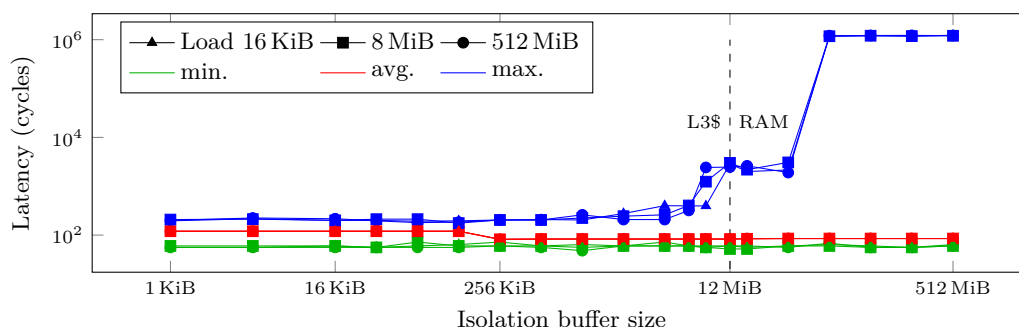 Load 16 KiB 8 MiB 512 MiB
min. avg. max.
Latency (cycles)
10^6
10^4
10^2
L3$ RAM
1 KiB 16 KiB 256 KiB 12 MiB 512 MiB
Isolation buffer size